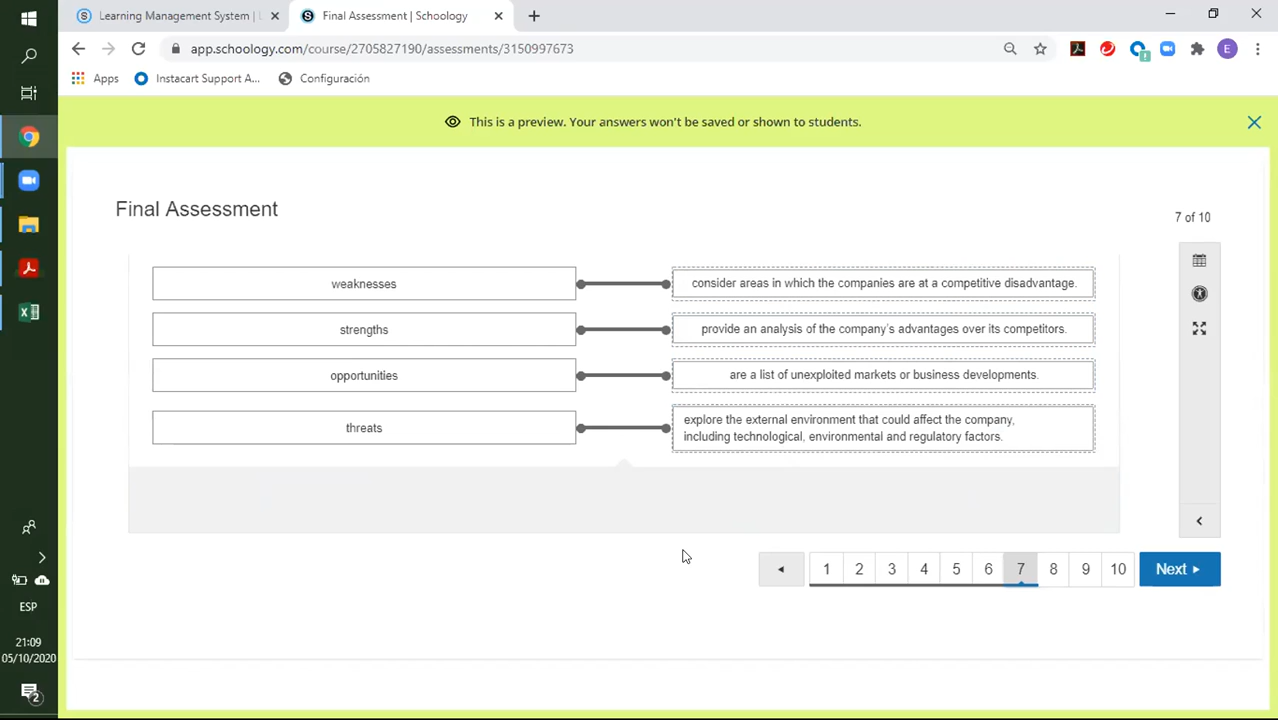 Learning Management System | L
Final Assessment | Schoology
app.schoology.com/course/2705827190/assessments/3150997673
E
Apps
Instacart Support A...
Configuración
This is a preview. Your answers won't be saved or shown to students.
Final Assessment
7 of 10
weaknesses
consider areas in which the companies are at a competitive disadvantage.
strengths
provide an analysis of the company's advantages over its competitors.
opportunities
are a list of unexploited markets or business developments.
threats
explore the external environment that could affect the company,
including technological, environmental and regulatory factors.
1 2 3 4 5 6 7 8 9 10
Next
ESP
21:09
05/10/2020
2